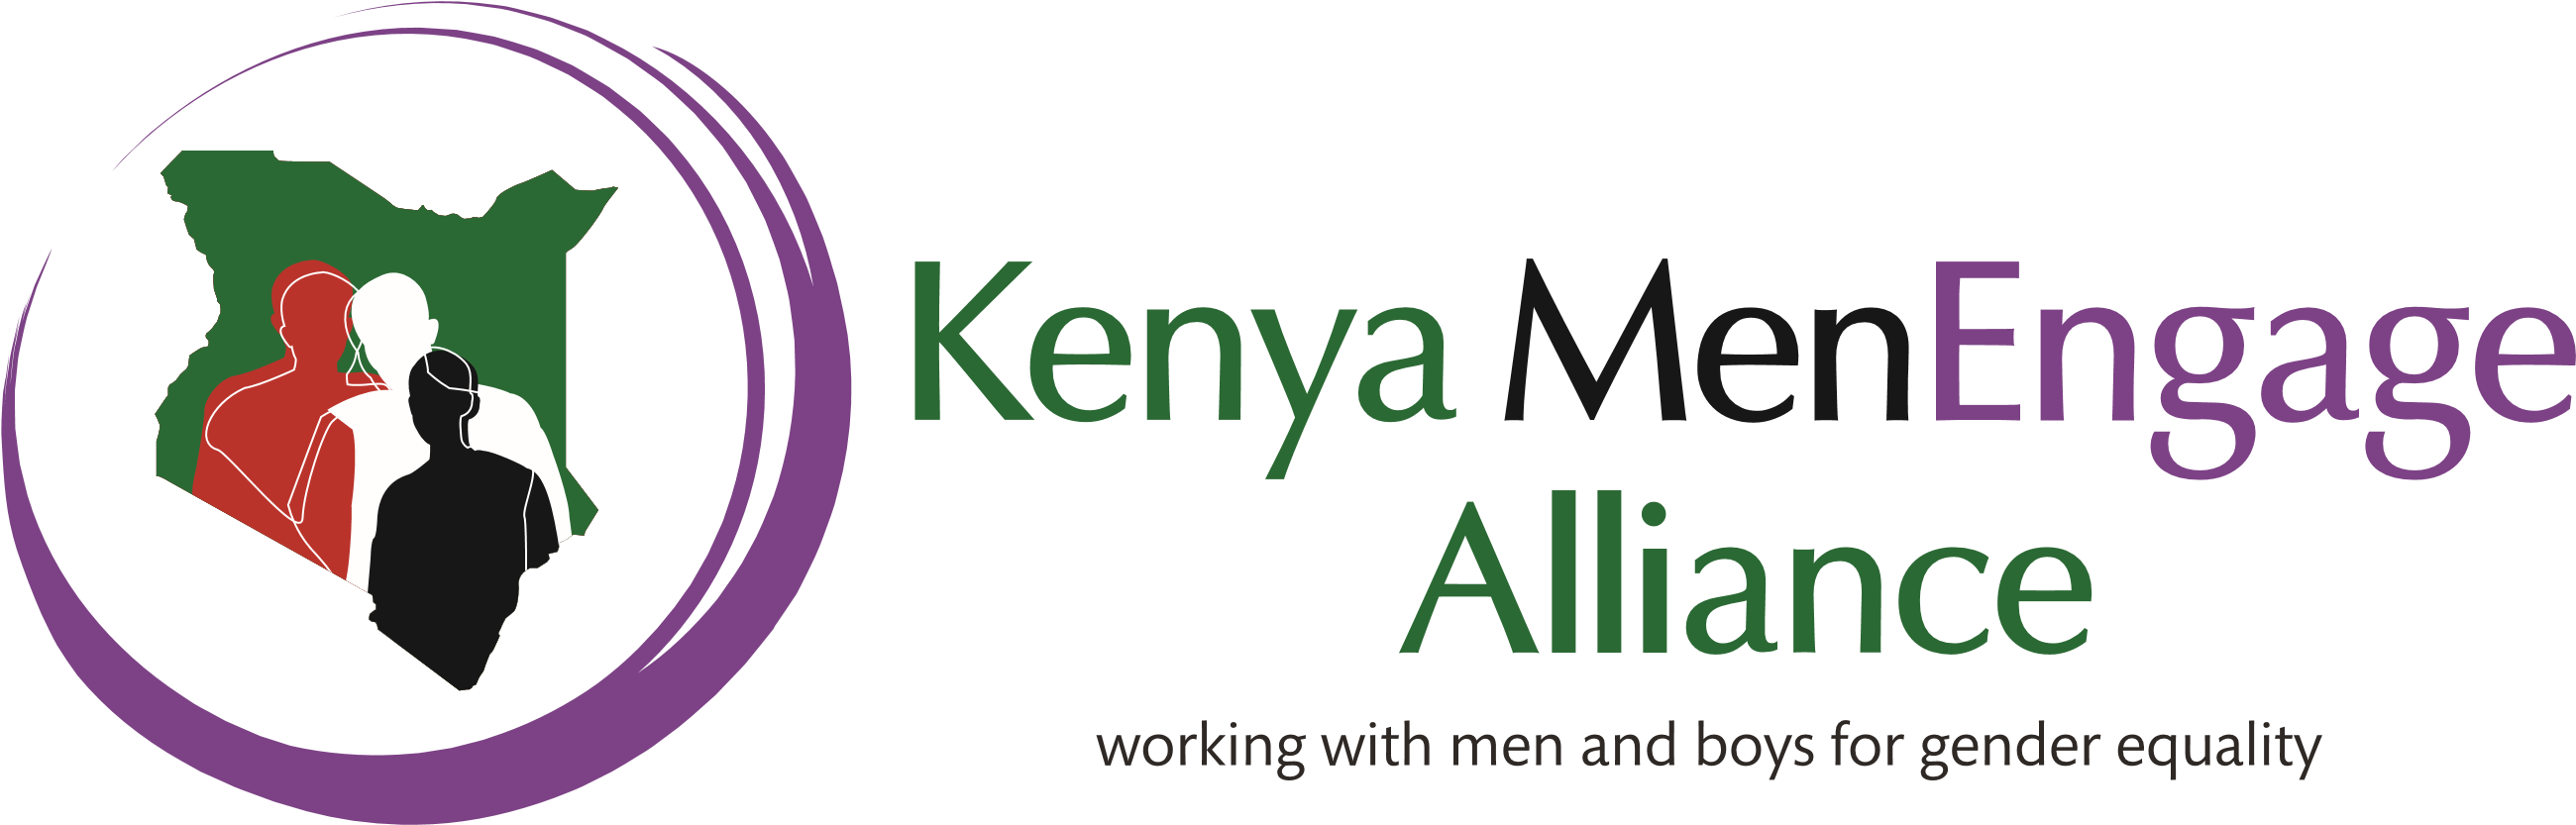 Kenya MenEngage
Alliance
working with men and boys for gender equality